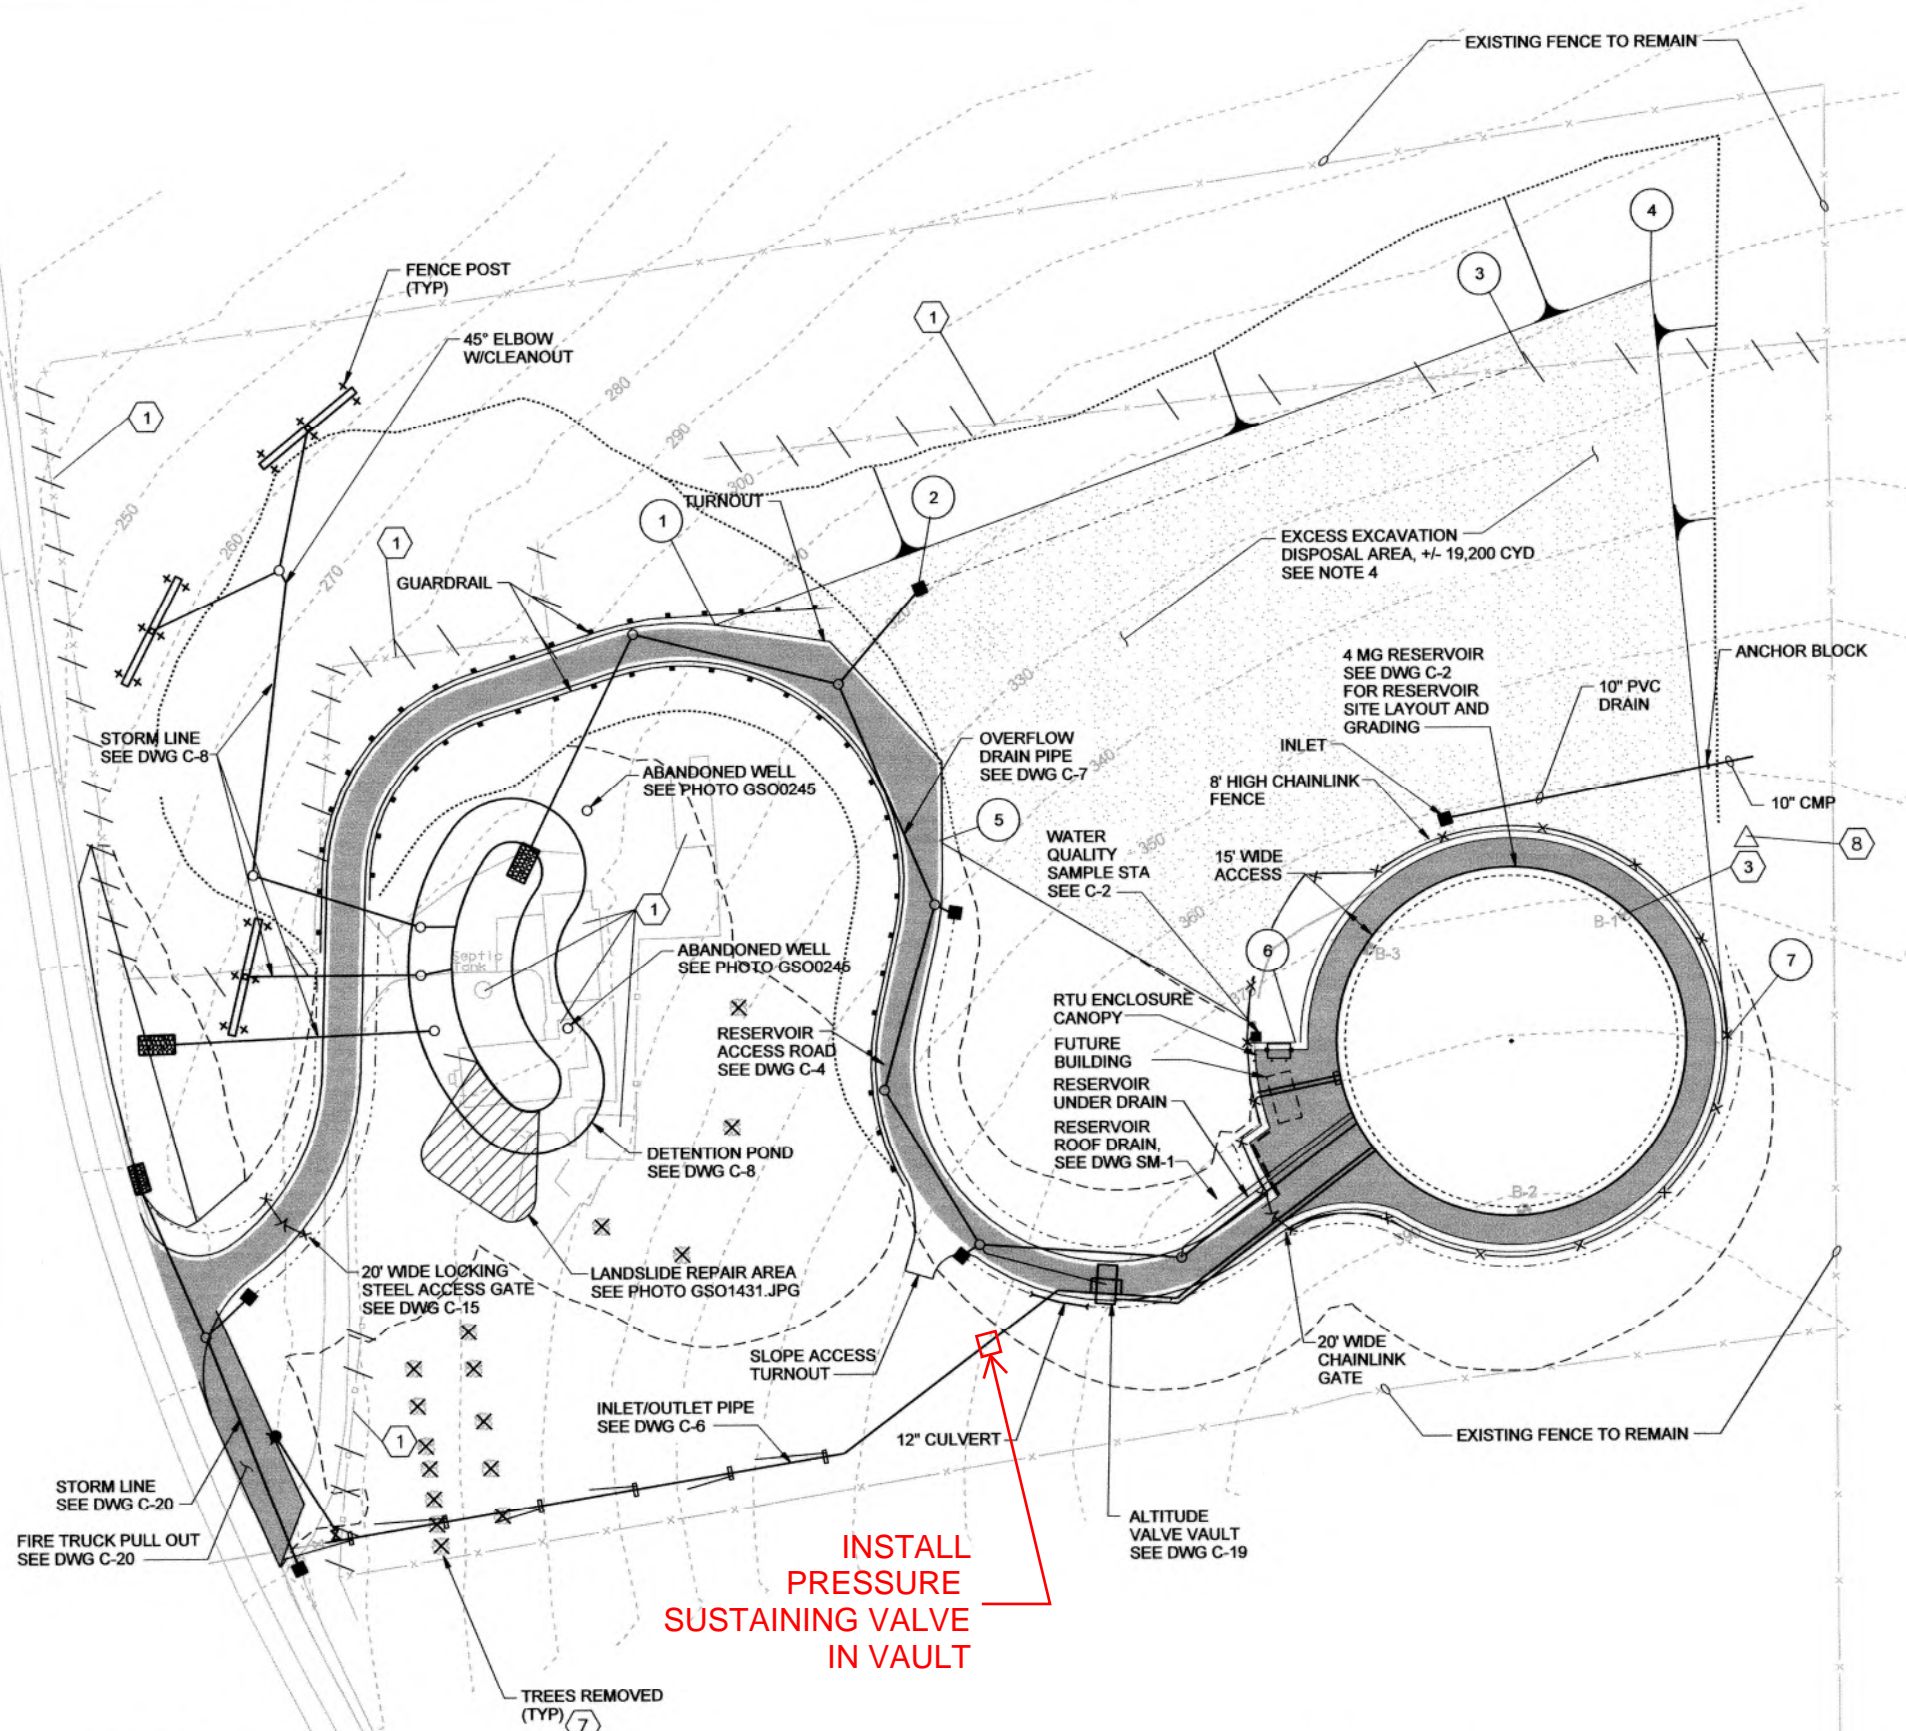 EXISTING FENCE TO REMAIN
4
3
FENCE POST
(TYP)
1
45° ELBOW
W/CLEANOUT
280
1
290
300
TURNOUT
2
1
250
260
270
1
GUARDRAIL
310
EXCESS EXCAVATION
DISPOSAL AREA, +/- 19,200 CYD
SEE NOTE 4
320
330
4 MG RESERVOIR
SEE DWG C-2
FOR RESERVOIR
SITE LAYOUT AND
GRADING
ANCHOR BLOCK
10" PVC
DRAIN
STORM LINE
SEE DWG C-8
OVERFLOW
DRAIN PIPE
SEE DWG C-7
340
INLET
ABANDONED WELL
SEE PHOTO GSO0245
8' HIGH CHAINLINK
FENCE
10" CMP
5
WATER
QUALITY
SAMPLE STA
SEE C-2
350
15' WIDE
ACCESS
8
3
1
360
B-1
ABANDONED WELL
SEE PHOTO GSO0245
Septic
Tank
6
B-3
7
370
RTU ENCLOSURE
CANOPY
RESERVOIR
ACCESS ROAD
SEE DWG C-4
FUTURE
BUILDING
RESERVOIR
UNDER DRAIN
RESERVOIR
ROOF DRAIN,
SEE DWG SM-1
DETENTION POND
SEE DWG C-8
B-2
390
20' WIDE LOCKING
STEEL ACCESS GATE
SEE DWG C-15
LANDSLIDE REPAIR AREA
SEE PHOTO GSO1431.JPG
SLOPE ACCESS
TURNOUT
20' WIDE
CHAINLINK
GATE
INLET/OUTLET PIPE
SEE DWG C-6
1
12" CULVERT
EXISTING FENCE TO REMAIN
STORM LINE
SEE DWG C-20
FIRE TRUCK PULL OUT
SEE DWG C-20
ALTITUDE
VALVE VAULT
SEE DWG C-19
INSTALL
PRESSURE
SUSTAINING VALVE
IN VAULT
TREES REMOVED
(TYP)
7